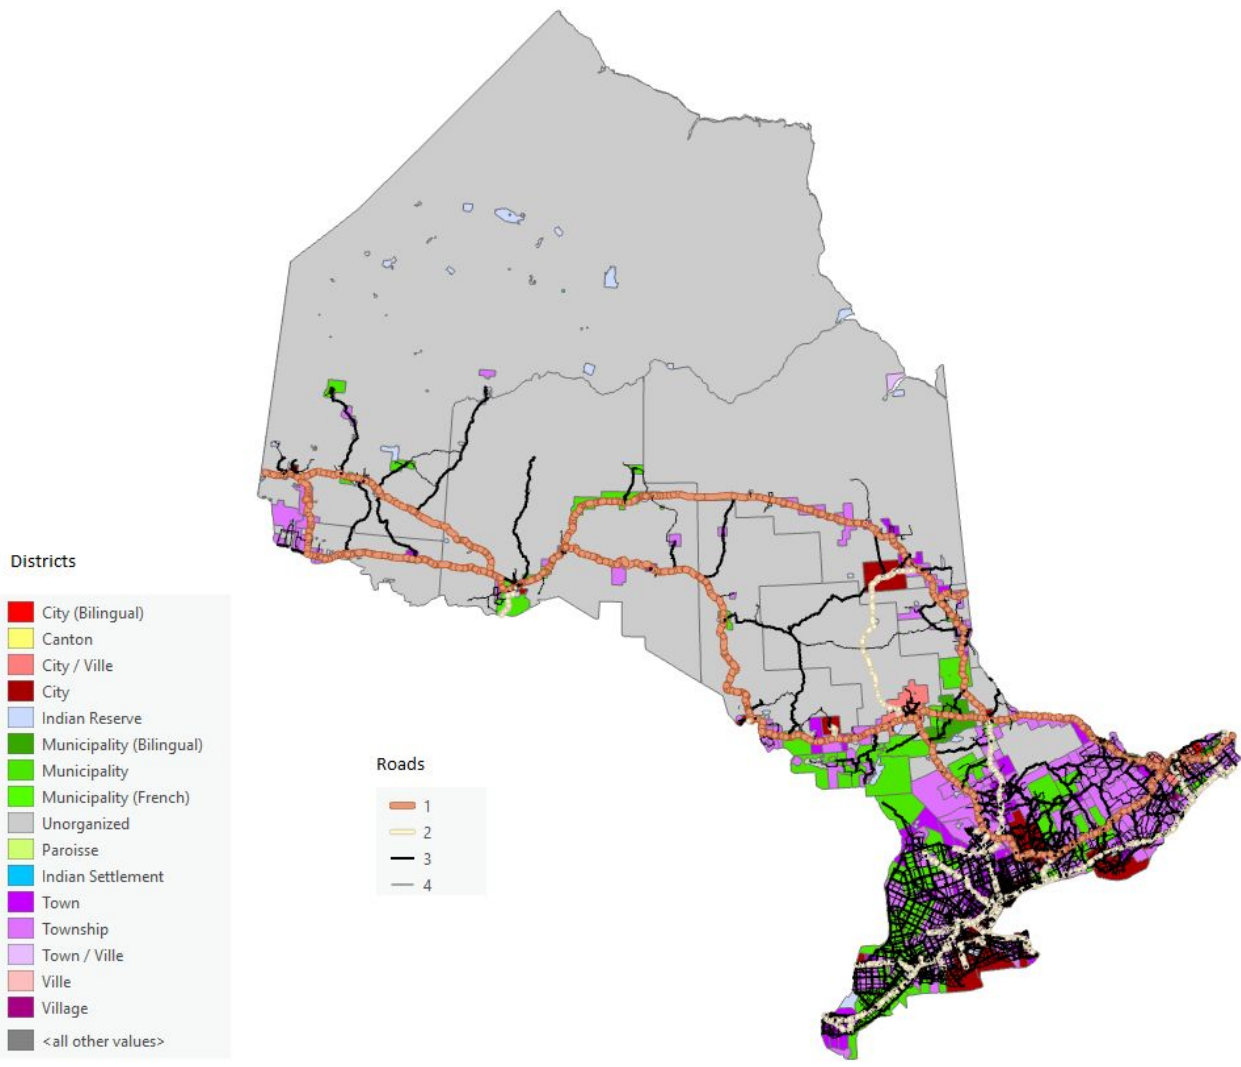 Districts
City (Bilingual)
Canton
City / Ville
City
Indian Reserve
Municipality (Bilingual)
Municipality
Municipality (French)
Unorganized
Paroisse
Indian Settlement
Town
Township
Town / Ville
Ville
Village
<all other values>
Roads
1
2
3
4